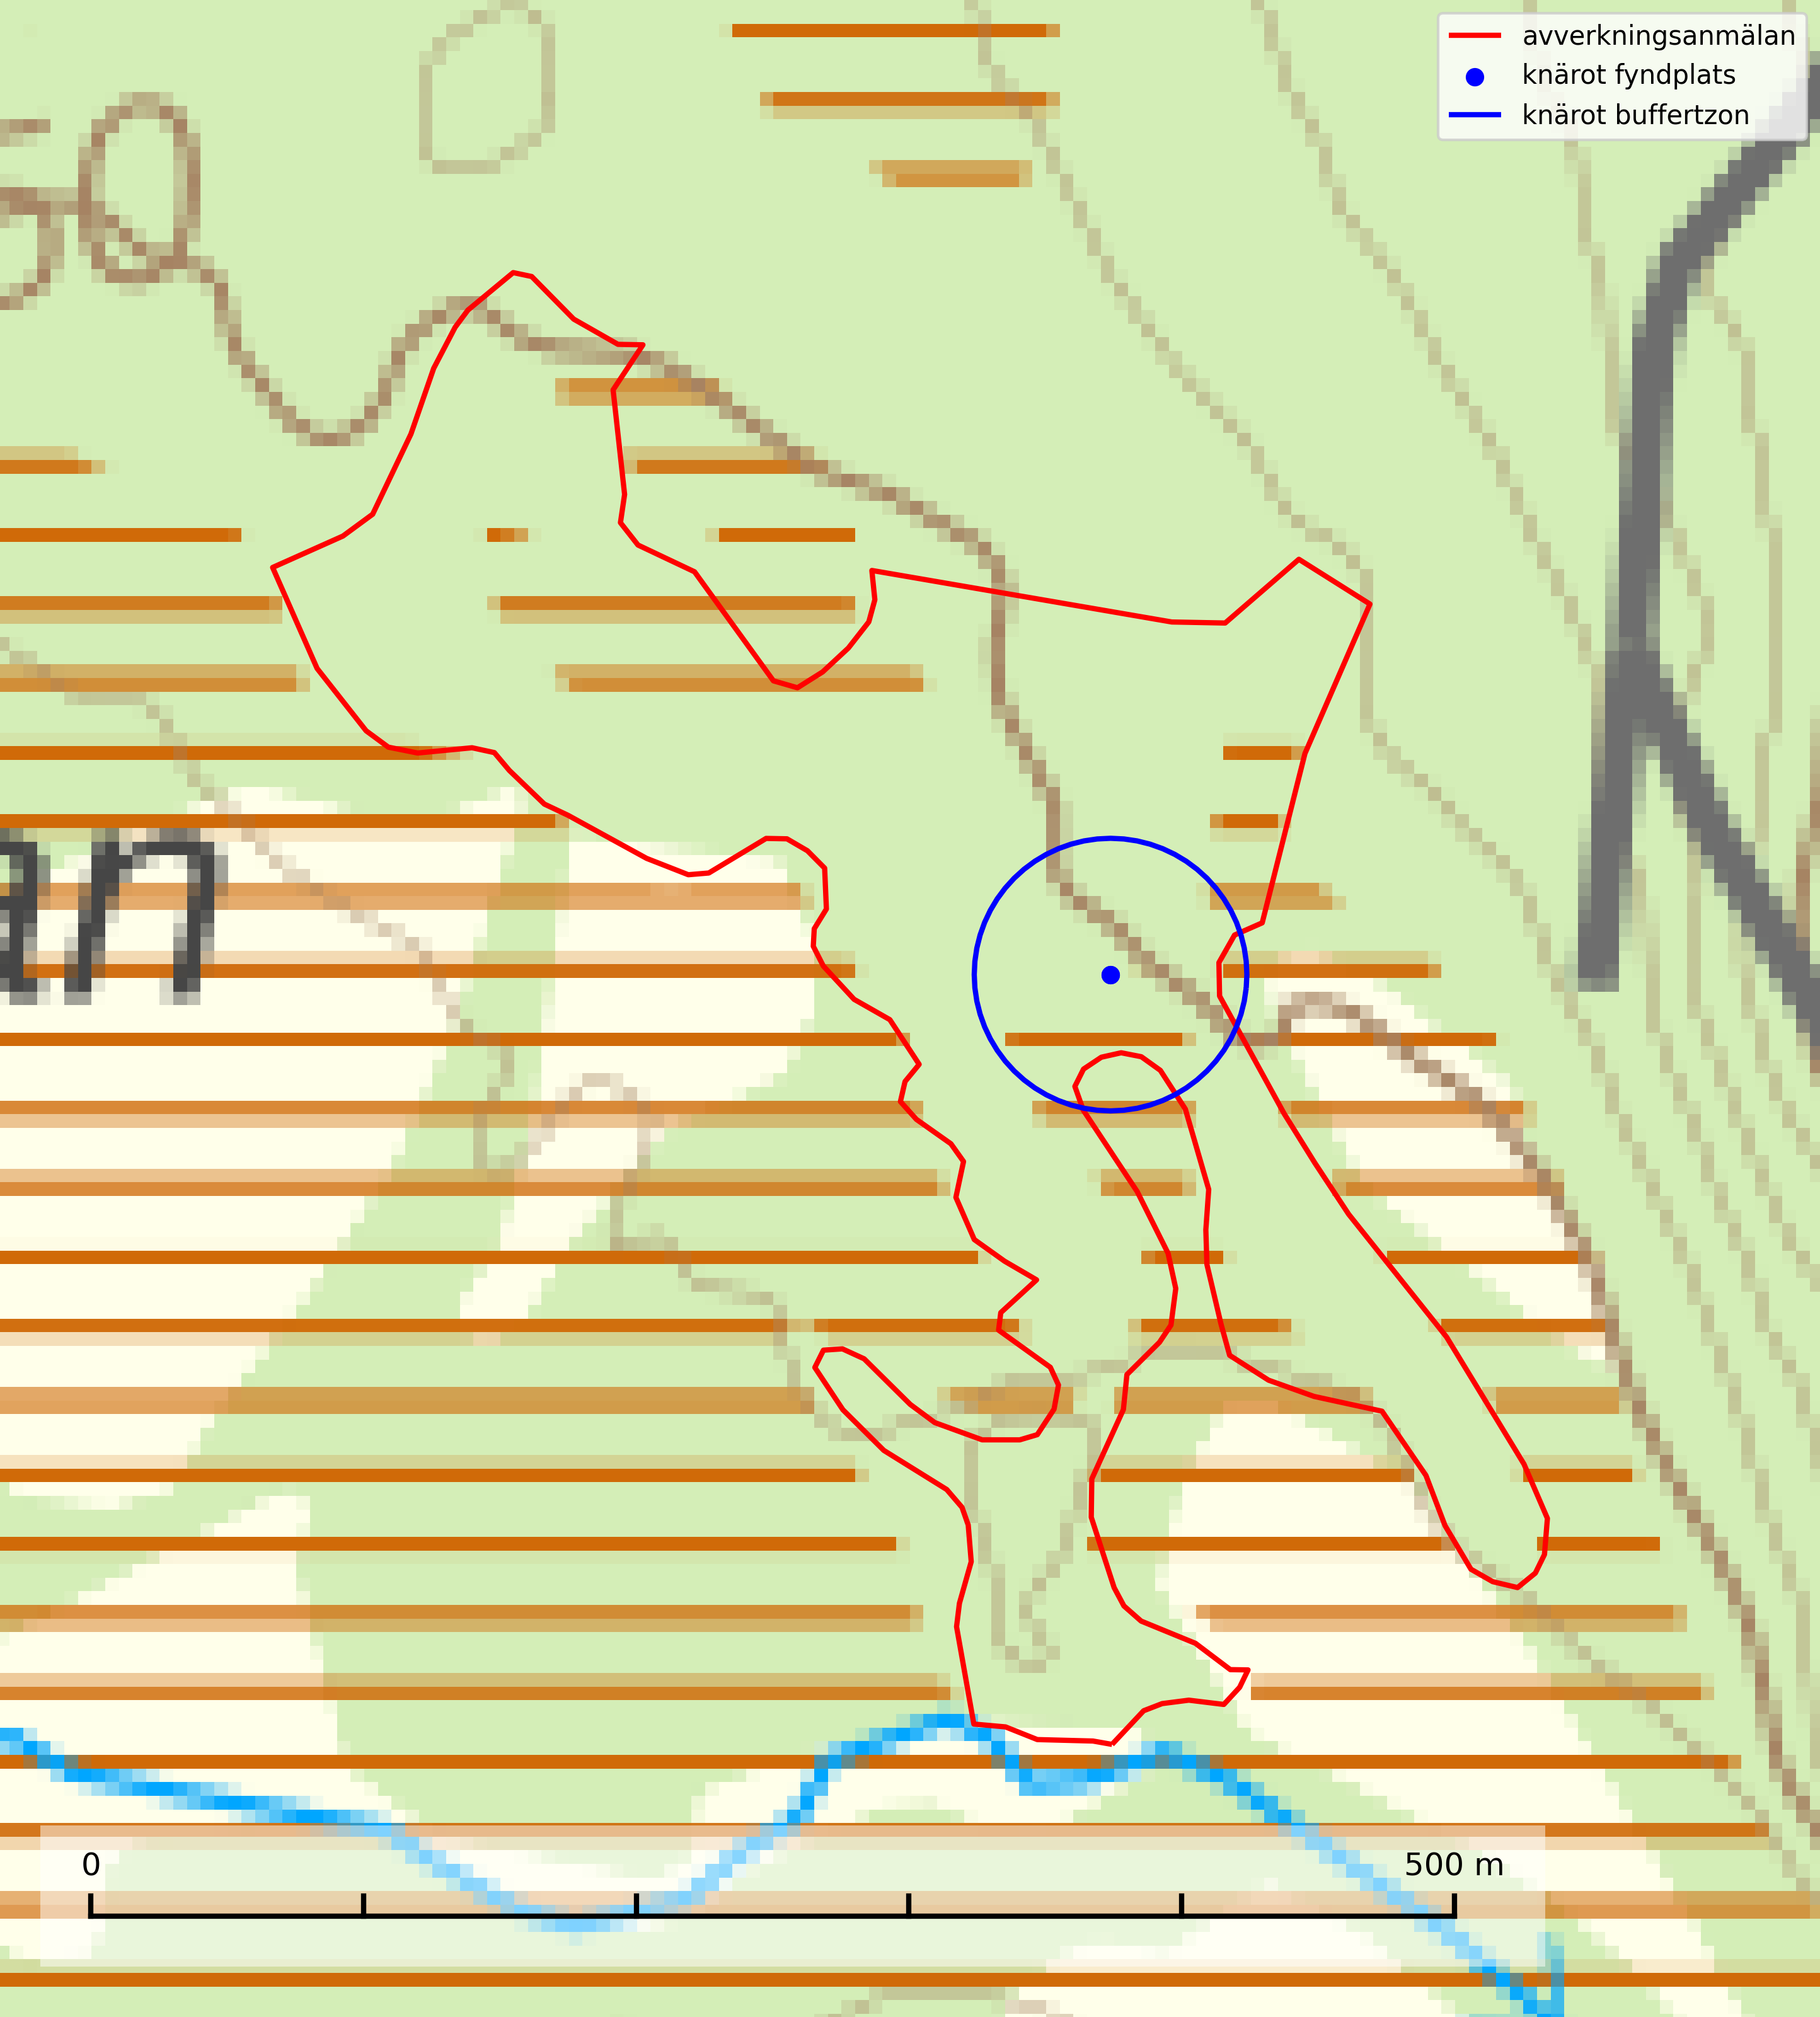 avverkningsanmälan
knärot fyndplats
knärot buffertzon
0 500 m